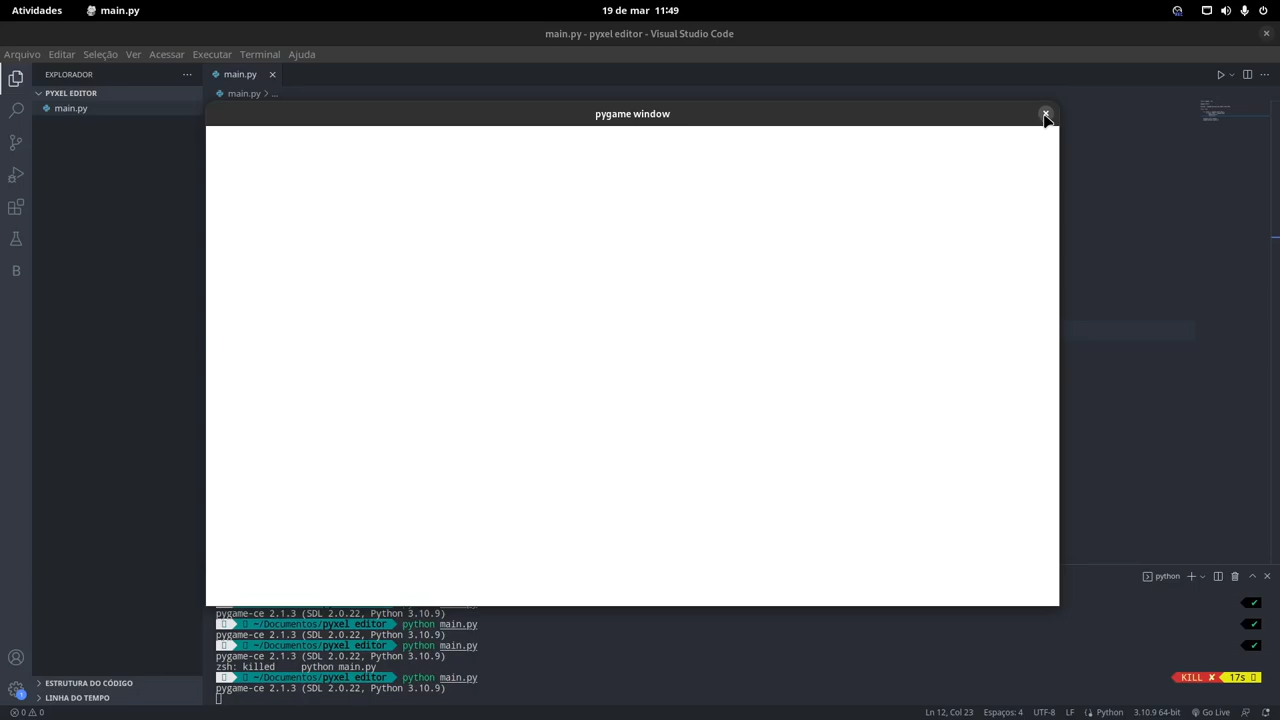 Atividades
main.py
19 de mar 11:49
main.py - pyxel editor - Visual Studio Code
Arquivo Editar Seleção Ver Acessar Executar Terminal Ajuda
EXPLORADOR
main.py
PYXEL EDITOR
main.py > ...
main.py
pygame window
B
python
pygame-ce 2.1.3 (SDL 2.0.22, Python 3.10.9)
~/Documentos/pyxel editor python main.py
pygame-ce 2.1.3 (SDL 2.0.22, Python 3.10.9)
~/Documentos/pyxel editor python main.py
pygame-ce 2.1.3 (SDL 2.0.22, Python 3.10.9)
zsh: killed python main.py
~/Documentos/pyxel editor python main.py
KILL ✘ 17s
pygame-ce 2.1.3 (SDL 2.0.22, Python 3.10.9)
ESTRUTURA DO CÓDIGO
LINHA DO TEMPO
1
0 0
Ln 12, Col 23 Espaços: 4 UTF-8 LF Python 3.10.9 64-bit Go Live